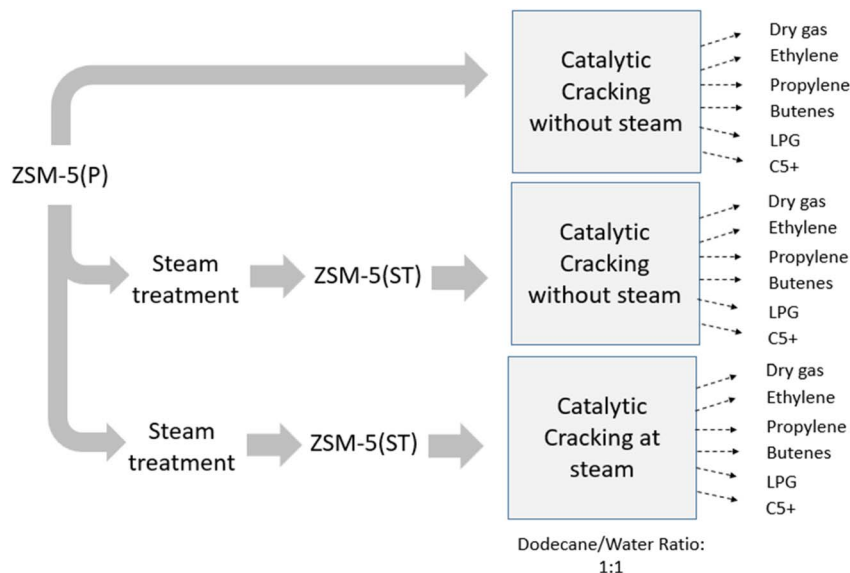 Catalytic
Cracking
without steam
Dry gas
Ethylene
Propylene
Butenes
LPG
C5+
ZSM-5(P)
Steam
treatment
ZSM-5(ST)
Catalytic
Cracking
without steam
Dry gas
Ethylene
Propylene
Butenes
LPG
C5+
Steam
treatment
ZSM-5(ST)
Catalytic
Cracking at
steam
Dry gas
Ethylene
Propylene
Butenes
LPG
C5+
Dodecane/Water Ratio:
1:1